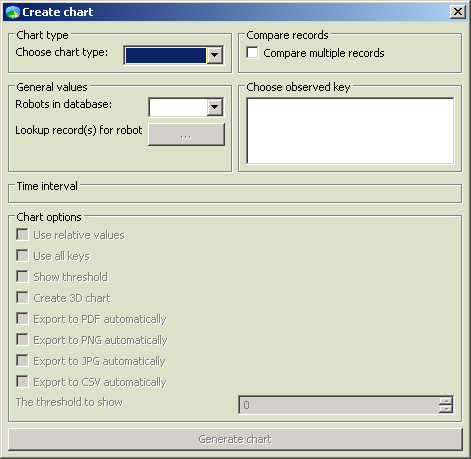 Create chart
Chart type
Choose chart type:
Compare records
Compare multiple records
General values
Robots in database:
Lookup record(s) for robot
...
Choose observed key
Time interval
Chart options
Use relative values
Use all keys
Show threshold
Create 3D chart
Export to PDF automatically
Export to PNG automatically
Export to JPG automatically
Export to CSV automatically
The threshold to show
0
Generate chart